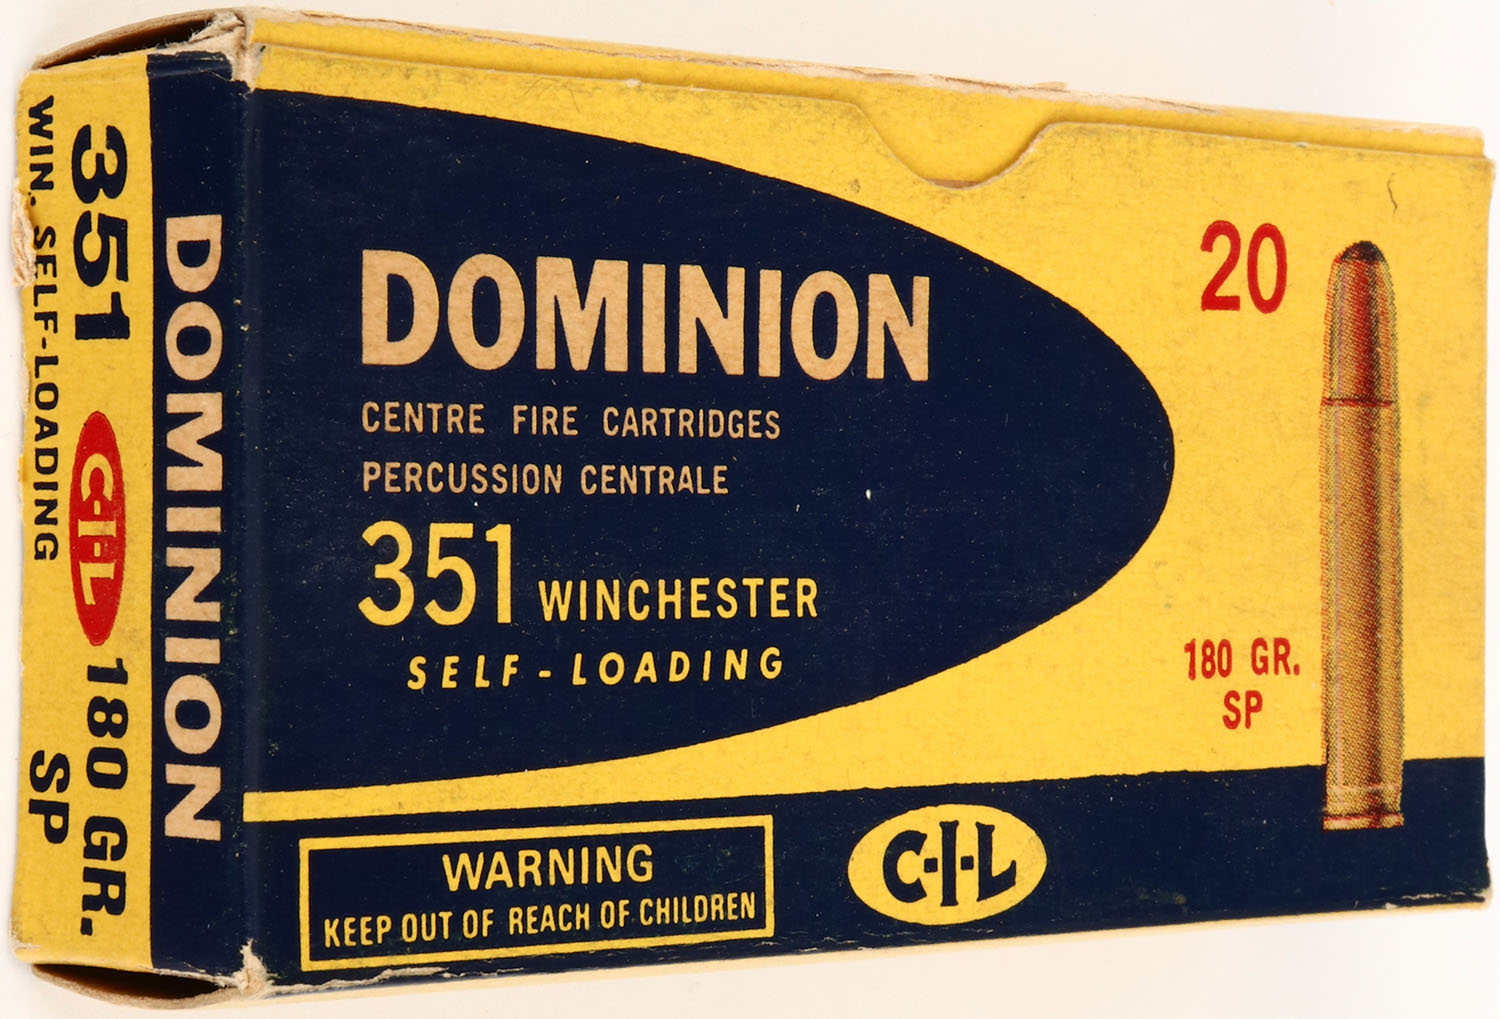 351
WIN. SELF-LOADING
C-I-L
180 GR.
SP
DOMINION
DOMINION
CENTRE FIRE CARTRIDGES
PERCUSSION CENTRALE
351 WINCHESTER
SELF-LOADING
20
180 GR.
SP
WARNING
KEEP OUT OF REACH OF CHILDREN
C-I-L